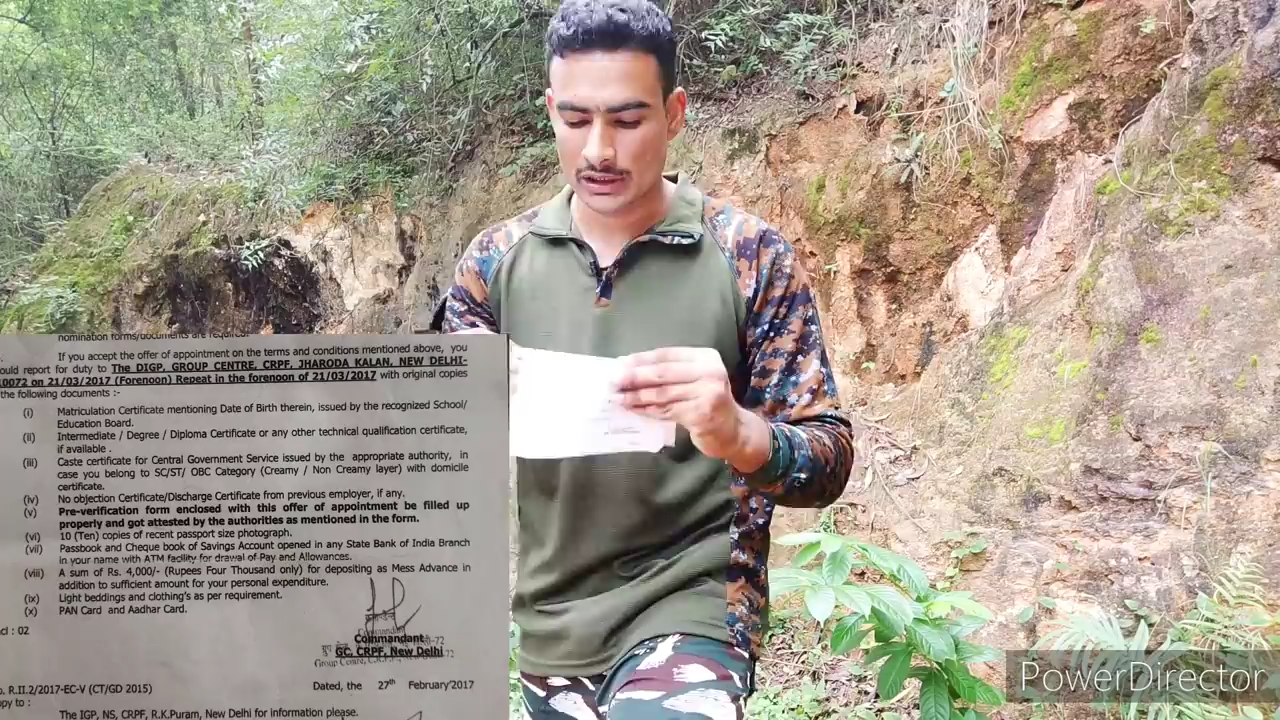 nomination forms/documents are required.
If you accept the offer of appointment on the terms and conditions mentioned above, you
ould report for duty to The DIGP, GROUP CENTRE, CRPF, JHARODA KALAN, NEW DELHI-
10072 on 21/03/2017 (Forenoon) Repeat in the forenoon of 21/03/2017 with original copies
the following documents :-
(i) Matriculation Certificate mentioning Date of Birth therein, issued by the recognized School/
Education Board.
(ii) Intermediate / Degree / Diploma Certificate or any other technical qualification certificate,
if available .
(iii) Caste certificate for Central Government Service issued by the appropriate authority, in
case you belong to SC/ST/ OBC Category (Creamy / Non Creamy layer) with domicile
certificate.
(iv) No objection Certificate/Discharge Certificate from previous employer, if any.
(v) Pre-verification form enclosed with this offer of appointment be filled up
properly and got attested by the authorities as mentioned in the form.
(vi) 10 (Ten) copies of recent passport size photograph.
(vii) Passbook and Cheque book of Savings Account opened in any State Bank of India Branch
in your name with ATM facility for drawal of Pay and Allowances.
(viii) A sum of Rs. 4,000/- (Rupees Four Thousand only) for depositing as Mess Advance in
addition to sufficient amount for your personal expenditure.
(ix) Light beddings and clothing's as per requirement.
(x) PAN Card and Aadhar Card.
cl : 02
Commandant
GC, CRPF, New Delhi
Group Centre,
o. R.II.2/2017-EC-V (CT/GD 2015)
Dated, the 27th February'2017
opy to :
The IGP, NS, CRPF, R.K.Puram, New Delhi for information please.
PowerDirector